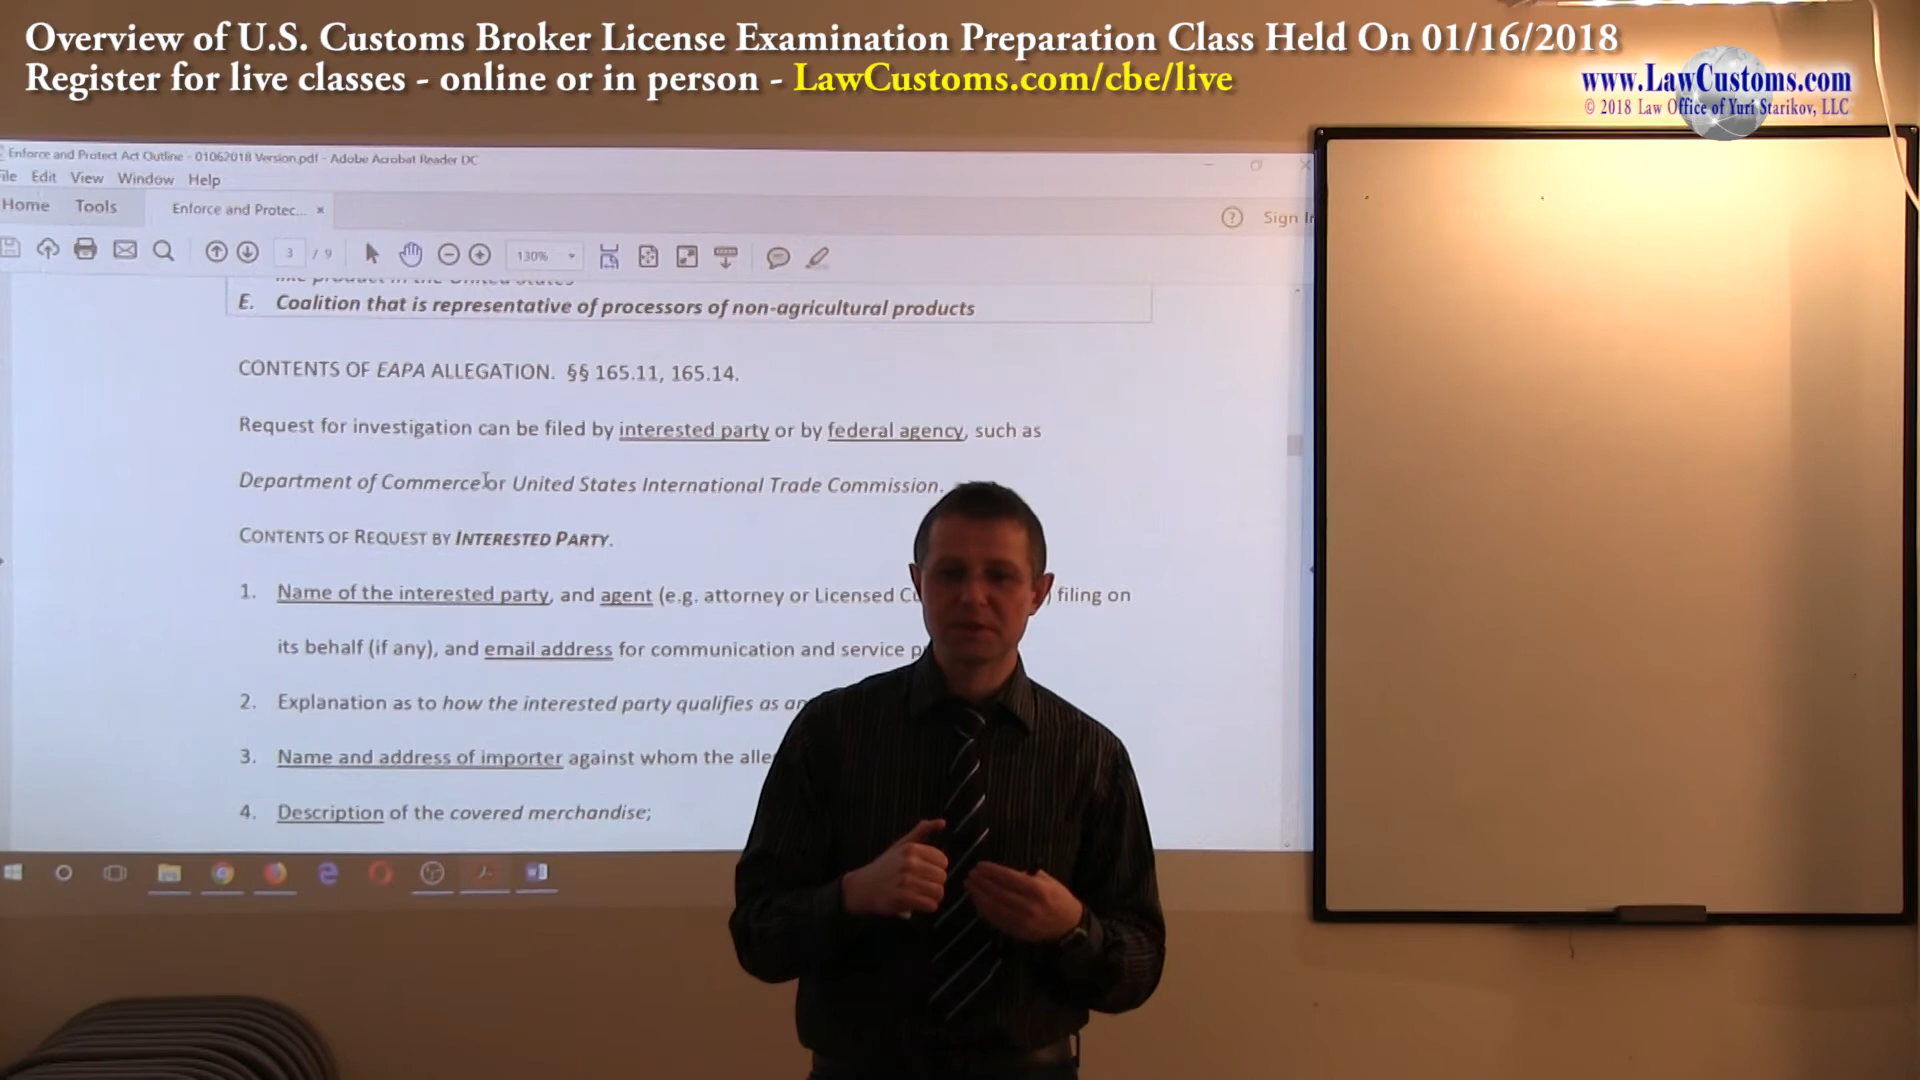 Overview of U.S. Customs Broker License Examination Preparation Class Held On 01/16/2018
Register for live classes - online or in person - LawCustoms.com/cbe/live
www.LawCustoms.com
© 2018 Law Office of Yuri Starikov, LLC
Enforce and Protect Act Outline - 01062018 Version.pdf - Adobe Acrobat Reader DC
File Edit View Window Help
Home Tools Enforce and Protec... × ? Sign In
3 / 9 130%
like product in the United States
E. Coalition that is representative of processors of non-agricultural products
CONTENTS OF EAPA ALLEGATION. §§ 165.11, 165.14.
Request for investigation can be filed by interested party or by federal agency, such as
Department of Commerce or United States International Trade Commission.
CONTENTS OF REQUEST BY INTERESTED PARTY.
1. Name of the interested party, and agent (e.g. attorney or Licensed Cu ) filing on
its behalf (if any), and email address for communication and service p
2. Explanation as to how the interested party qualifies as an
3. Name and address of importer against whom the alle
4. Description of the covered merchandise;